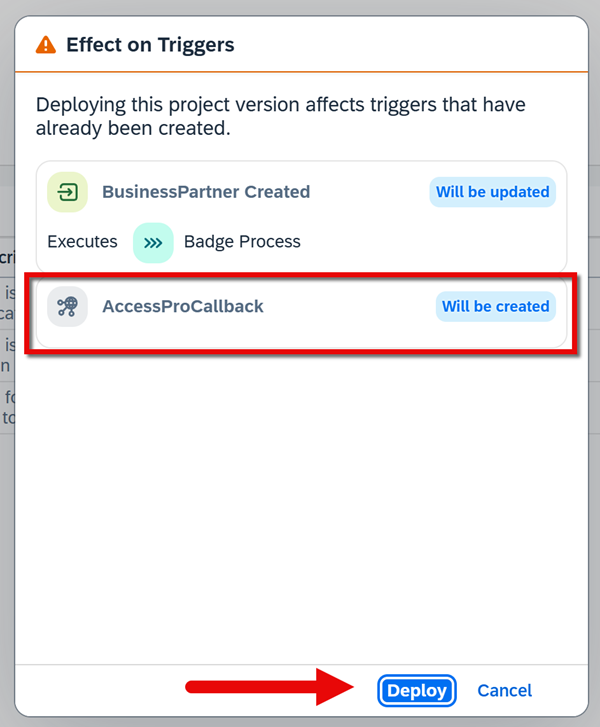 Effect on Triggers
Deploying this project version affects triggers that have
already been created.
BusinessPartner Created
Will be updated
Executes
Badge Process
AccessProCallback
Will be created
Deploy
Cancel